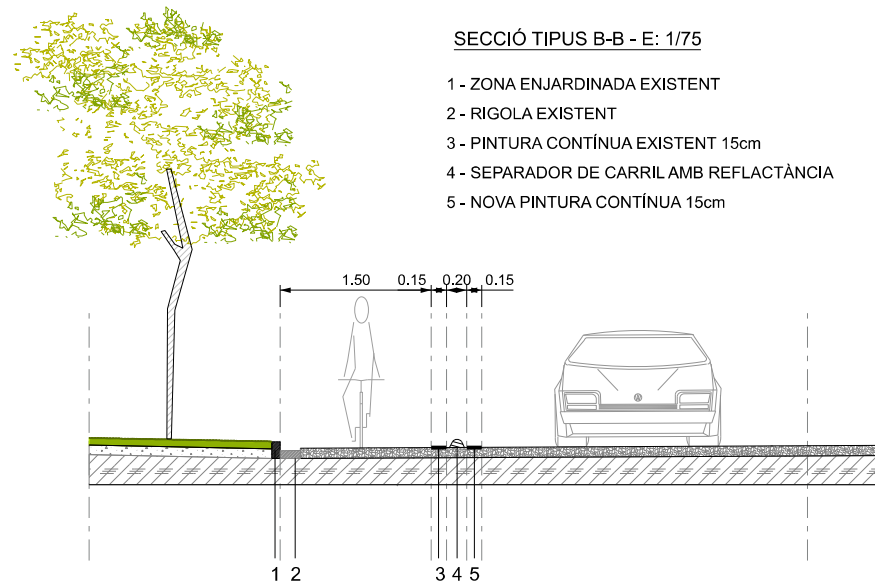 SECCIÓ TIPUS B-B - E: 1/75
1 - ZONA ENJARDINADA EXISTENT
2 - RIGOLA EXISTENT
3 - PINTURA CONTÍNUA EXISTENT 15cm
4 - SEPARADOR DE CARRIL AMB REFLACTÀNCIA
5 - NOVA PINTURA CONTÍNUA 15cm
1.50 0.15 0.20 0.15
1 2 3 4 5